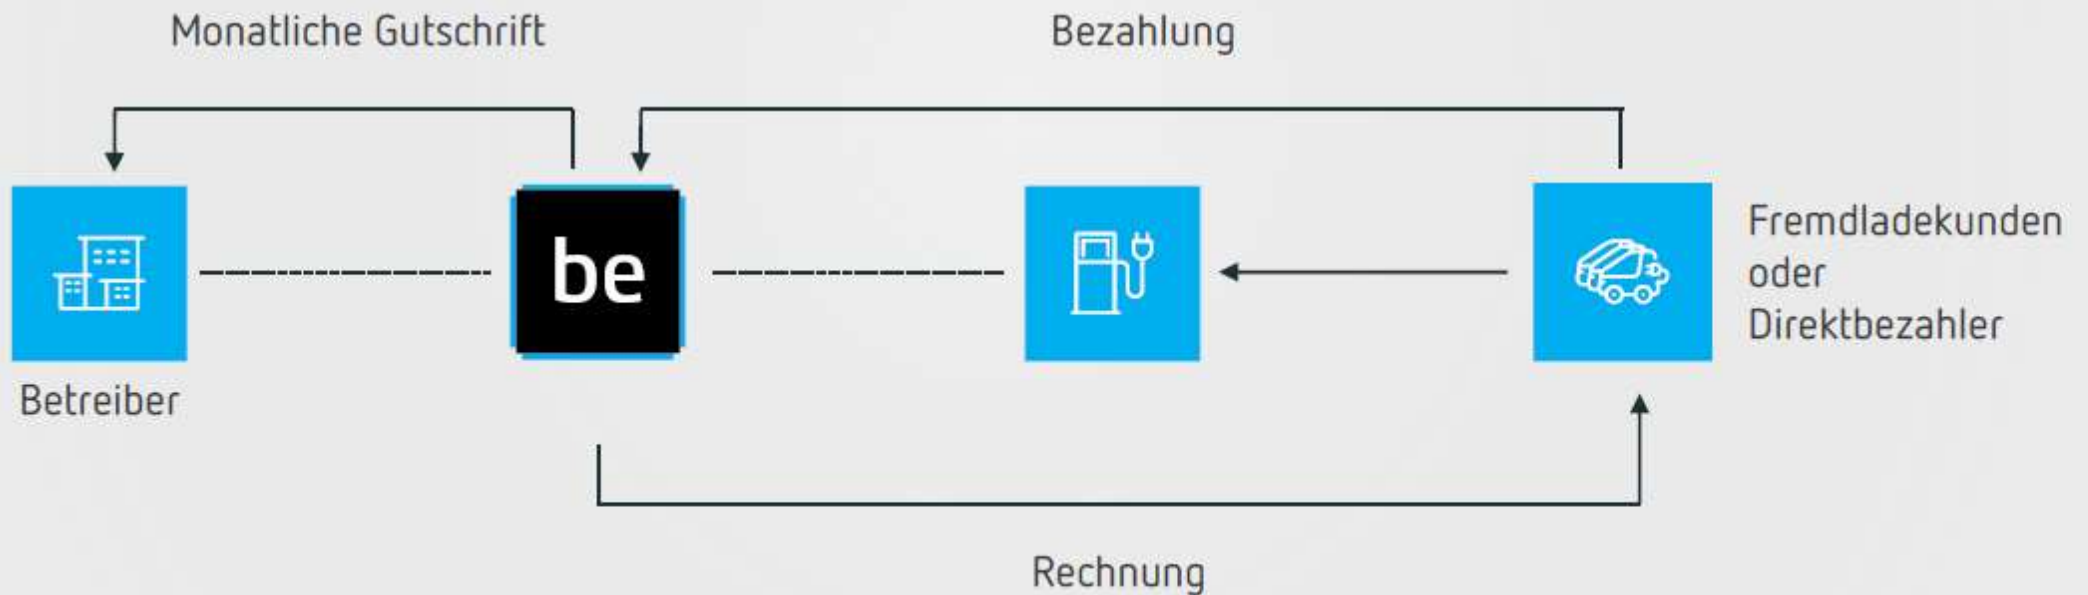 Monatliche Gutschrift
Bezahlung
be
Betreiber
Fremdladekunden
oder
Direktbezahler
Rechnung